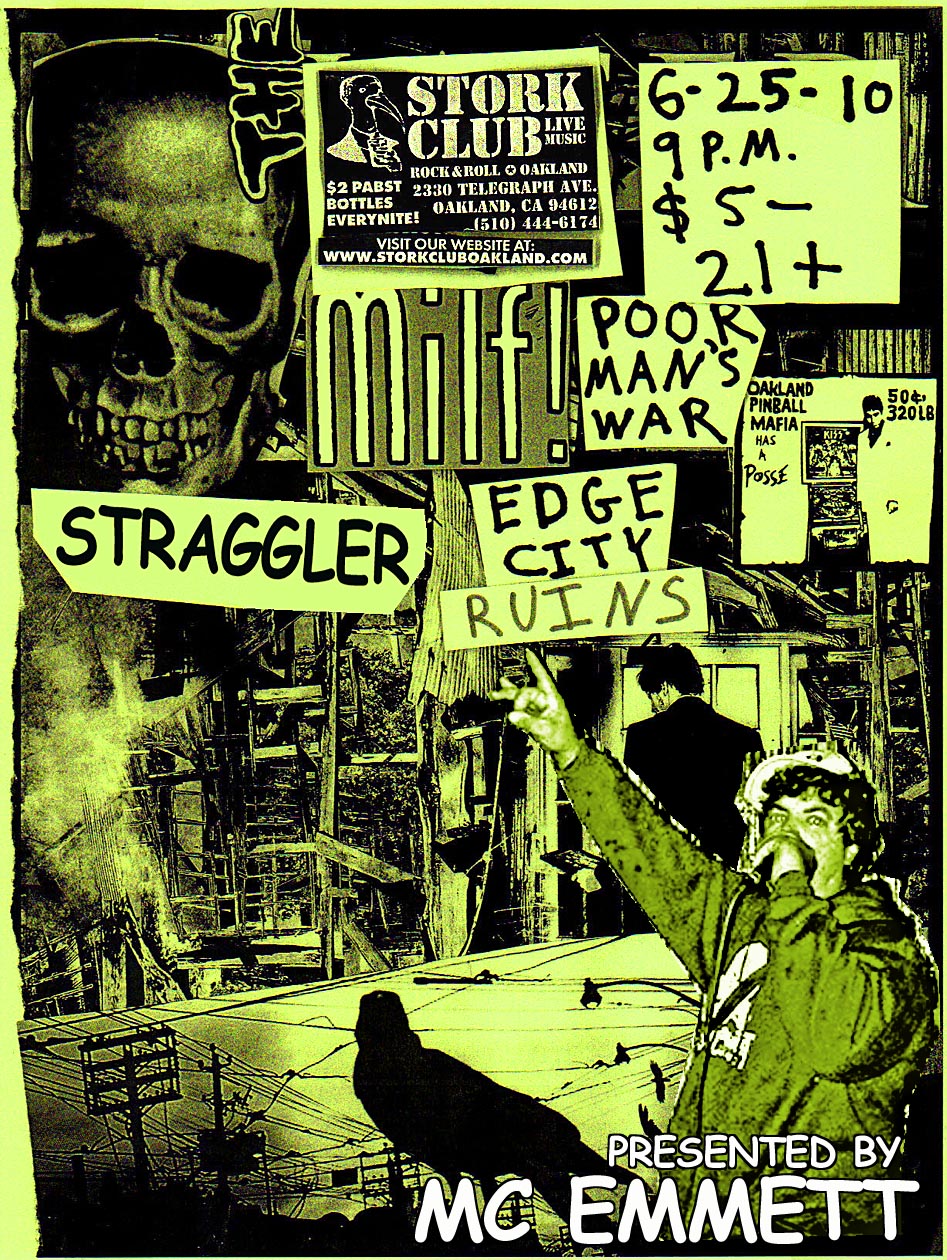 THE
STORK
CLUB LIVE
MUSIC
ROCK & ROLL ✪ OAKLAND
$2 PABST
BOTTLES
EVERYNITE!
2330 TELEGRAPH AVE.
OAKLAND, CA 94612
(510) 444-6174
VISIT OUR WEBSITE AT:
WWW.STORKCLUBOAKLAND.COM
6-25-10
9 P.M.
$5-
21+
milf!
POOR
MAN'S
WAR
OAKLAND
PINBALL
MAFIA
HAS
A
POSSE
50¢,
320LB
KISS
STRAGGLER
EDGE
CITY
RUINS
PRESENTED BY
MC EMMETT